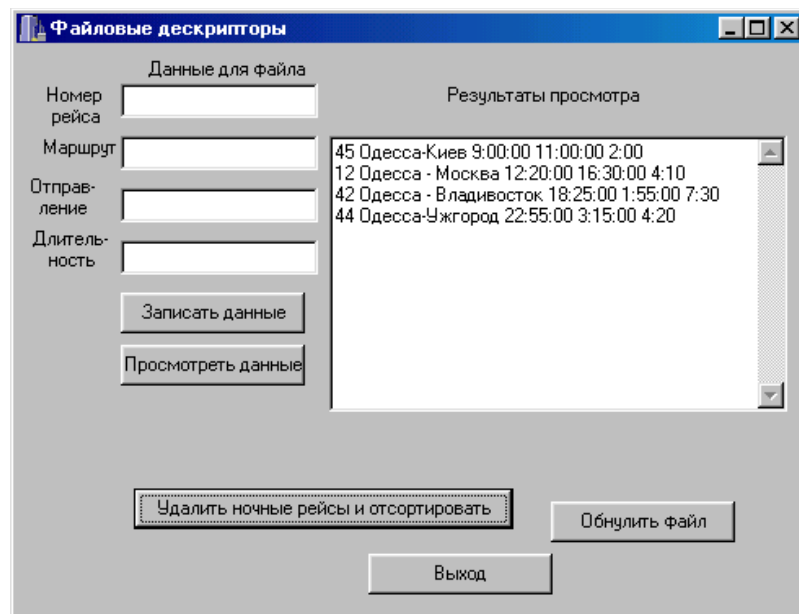 Файловые дескрипторы
Данные для файла
Номер
рейса
Результаты просмотра
Маршрут
45 Одесса-Киев 9:00:00 11:00:00 2:00
12 Одесса - Москва 12:20:00 16:30:00 4:10
42 Одесса - Владивосток 18:25:00 1:55:00 7:30
44 Одесса-Ужгород 22:55:00 3:15:00 4:20
Отправ-
ление
Длитель-
ность
Записать данные
Просмотреть данные
Удалить ночные рейсы и отсортировать
Обнулить файл
Выход